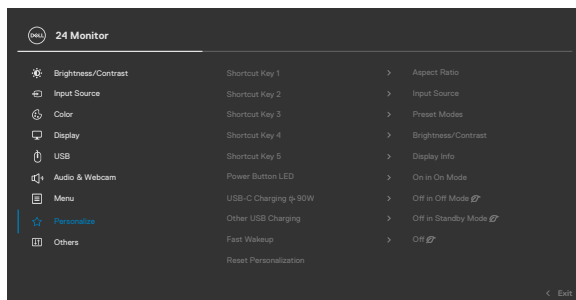 DELL 24 Monitor
Brightness/Contrast Shortcut Key 1 > Aspect Ratio
Input Source Shortcut Key 2 > Input Source
Color Shortcut Key 3 > Preset Modes
Display Shortcut Key 4 > Brightness/Contrast
USB Shortcut Key 5 > Display Info
Audio & Webcam Power Button LED > On in On Mode
Menu USB-C Charging 90W > Off in Off Mode
Personalize Other USB Charging > Off in Standby Mode
Others Fast Wakeup > Off
Reset Personalization
< Exit